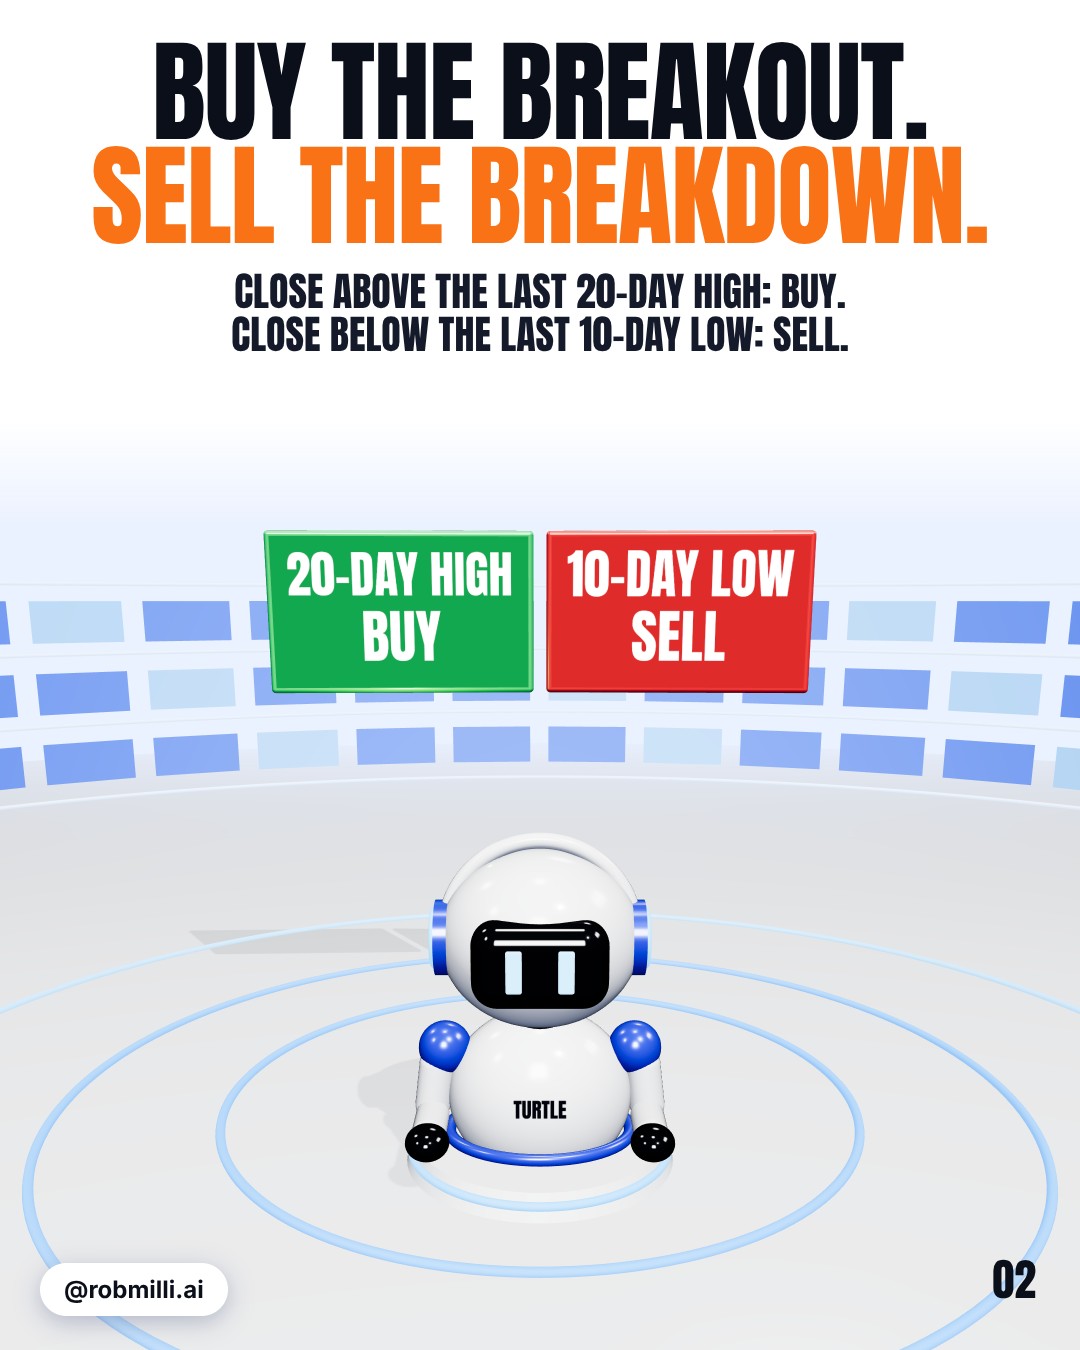 BUY THE BREAKOUT.
SELL THE BREAKDOWN.
CLOSE ABOVE THE LAST 20-DAY HIGH: BUY.
CLOSE BELOW THE LAST 10-DAY LOW: SELL.
20-DAY HIGH
BUY
10-DAY LOW
SELL
TURTLE
@robmilli.ai
02